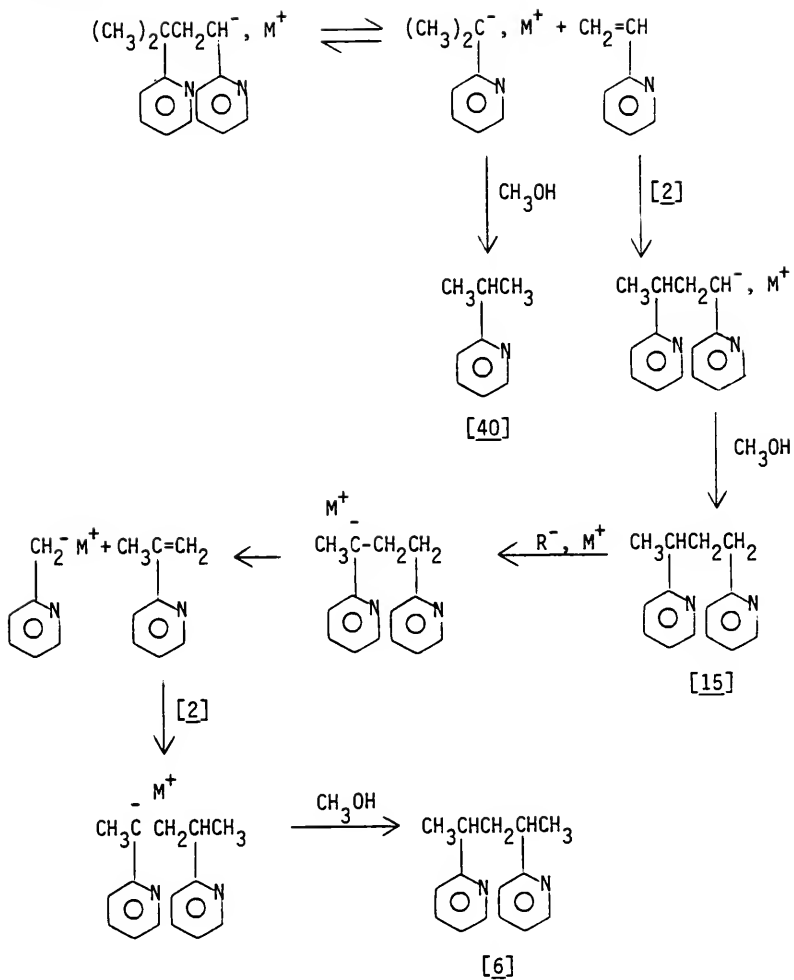 (CH₃)₂CCH₂CH⁻, M⁺ ⇌ (CH₃)₂C⁻, M⁺ + CH₂=CH
N N N N
CH₃OH [2]
CH₃CHCH₃ CH₃CHCH₂CH⁻, M⁺
N N N
[40]
CH₃OH
M⁺
CH₂⁻ M⁺ + CH₃C=CH₂ ← CH₃C⁻-CH₂CH₂ R⁻, M⁺ CH₃CHCH₂CH₂
N N N N N N
[15]
[2]
M⁺
CH₃C⁻ CH₂CHCH₃ CH₃OH → CH₃CHCH₂CHCH₃
N N N N
[6]